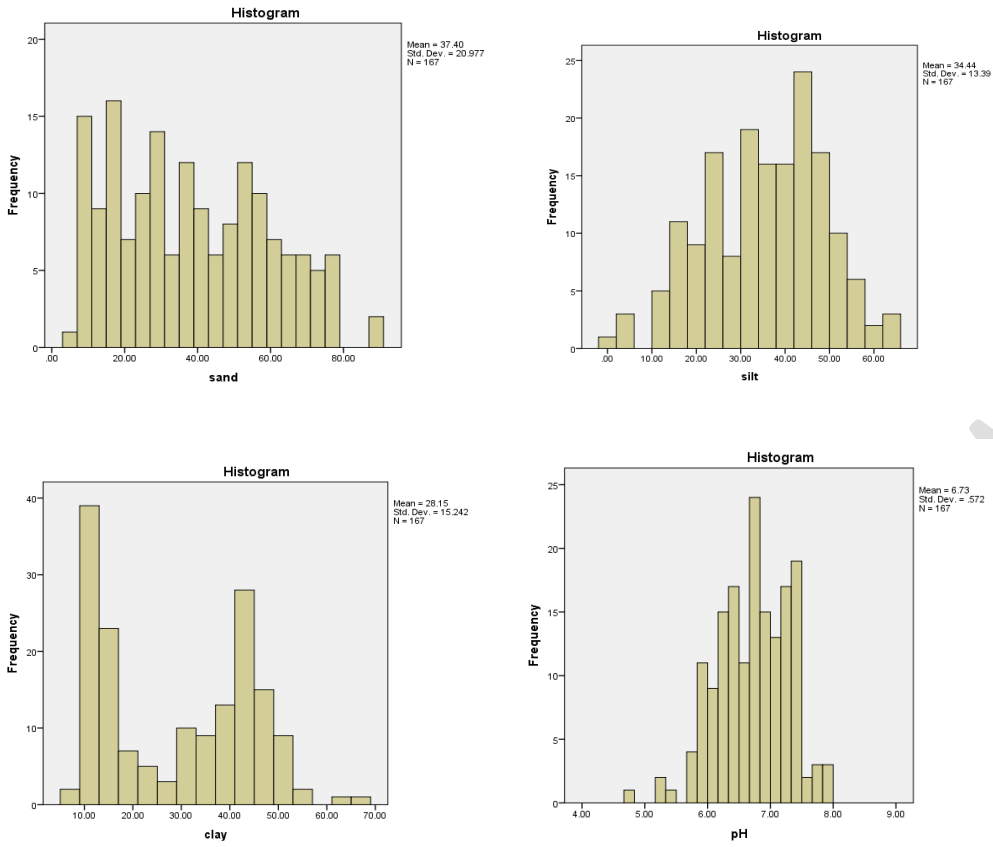 Histogram
Mean = 37.40
Std. Dev. = 20.977
N = 167
20
15
10
5
0
Frequency
.00 20.00 40.00 60.00 80.00
sand
Histogram
Mean = 34.44
Std. Dev. = 13.39
N = 167
25
20
15
10
5
0
Frequency
.00 10.00 20.00 30.00 40.00 50.00 60.00
silt
Histogram
Mean = 28.15
Std. Dev. = 15.242
N = 167
40
30
20
10
0
Frequency
10.00 20.00 30.00 40.00 50.00 60.00 70.00
clay
Histogram
Mean = 6.73
Std. Dev. = .572
N = 167
25
20
15
10
5
0
Frequency
4.00 5.00 6.00 7.00 8.00 9.00
pH